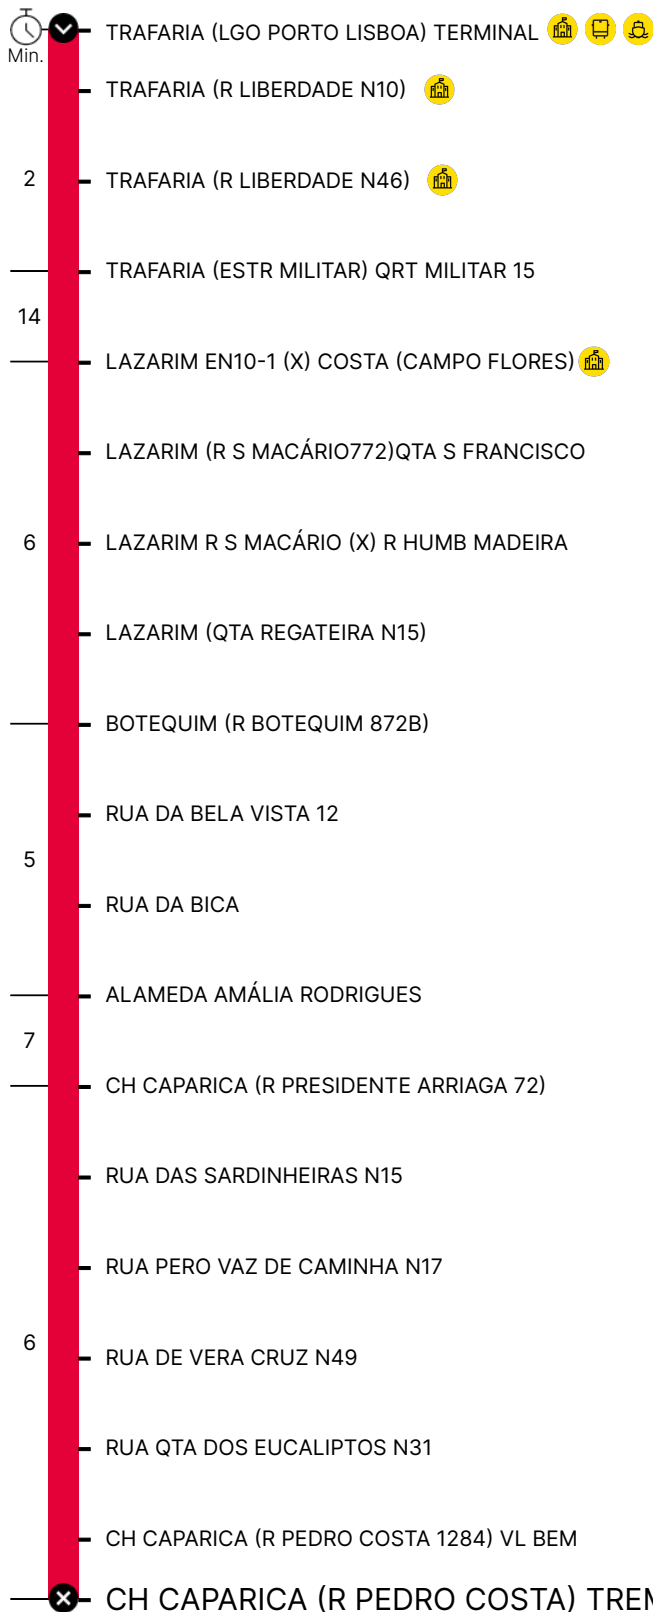 TRAFARIA (LGO PORTO LISBOA) TERMINAL
Min.
TRAFARIA (R LIBERDADE N10)
2
TRAFARIA (R LIBERDADE N46)
TRAFARIA (ESTR MILITAR) QRT MILITAR 15
14
LAZARIM EN10-1 (X) COSTA (CAMPO FLORES)
LAZARIM (R S MACÁRIO772)QTA S FRANCISCO
6
LAZARIM R S MACÁRIO (X) R HUMB MADEIRA
LAZARIM (QTA REGATEIRA N15)
BOTEQUIM (R BOTEQUIM 872B)
RUA DA BELA VISTA 12
5
RUA DA BICA
ALAMEDA AMÁLIA RODRIGUES
7
CH CAPARICA (R PRESIDENTE ARRIAGA 72)
RUA DAS SARDINHEIRAS N15
RUA PERO VAZ DE CAMINHA N17
6
RUA DE VERA CRUZ N49
RUA QTA DOS EUCALIPTOS N31
CH CAPARICA (R PEDRO COSTA 1284) VL BEM
CH CAPARICA (R PEDRO COSTA) TREM